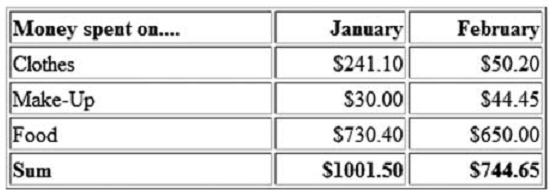 Money spent on.... January February
Clothes $241.10 $50.20
Make-Up $30.00 $44.45
Food $730.40 $650.00
Sum $1001.50 $744.65